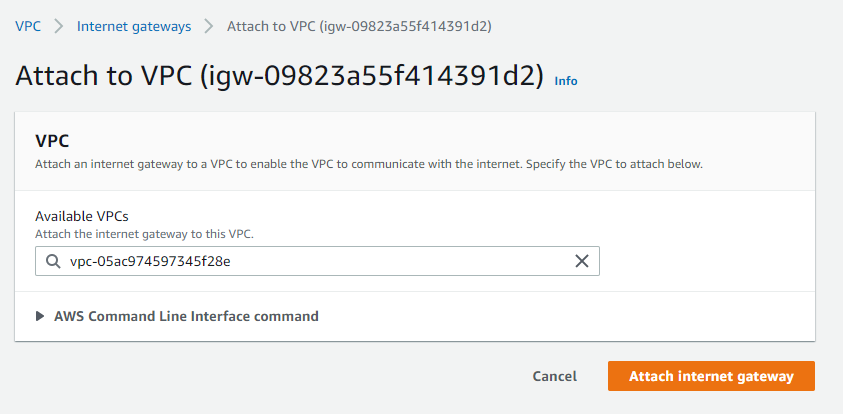 VPC > Internet gateways > Attach to VPC (igw-09823a55f414391d2)
Attach to VPC (igw-09823a55f414391d2) Info
VPC
Attach an internet gateway to a VPC to enable the VPC to communicate with the internet. Specify the VPC to attach below.
Available VPCs
Attach the internet gateway to this VPC.
vpc-05ac974597345f28e
AWS Command Line Interface command
Cancel Attach internet gateway